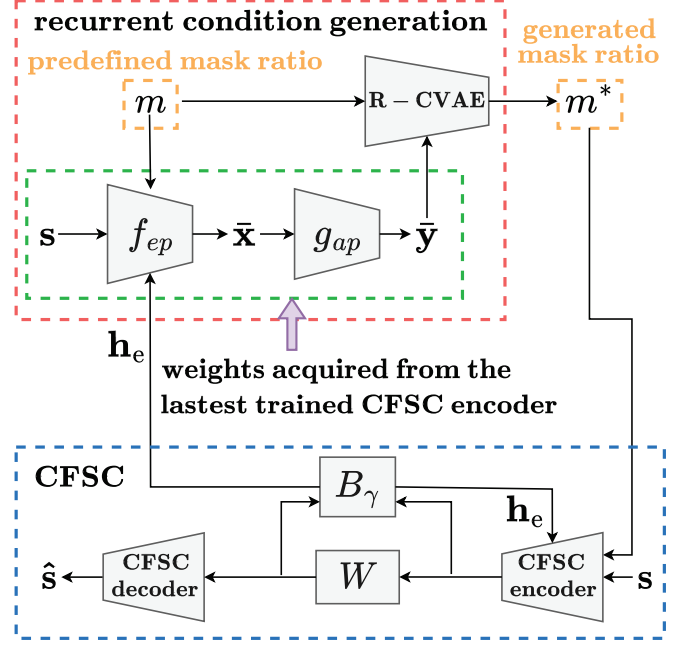 recurrent condition generation
generated
mask ratio
predefined mask ratio
m
R − CVAE
m*
s
f_ep
x̄
g_ap
ȳ
h_e
weights acquired from the
lastest trained CFSC encoder
CFSC
B_γ
h_e
ŝ
CFSC
decoder
W
CFSC
encoder
s